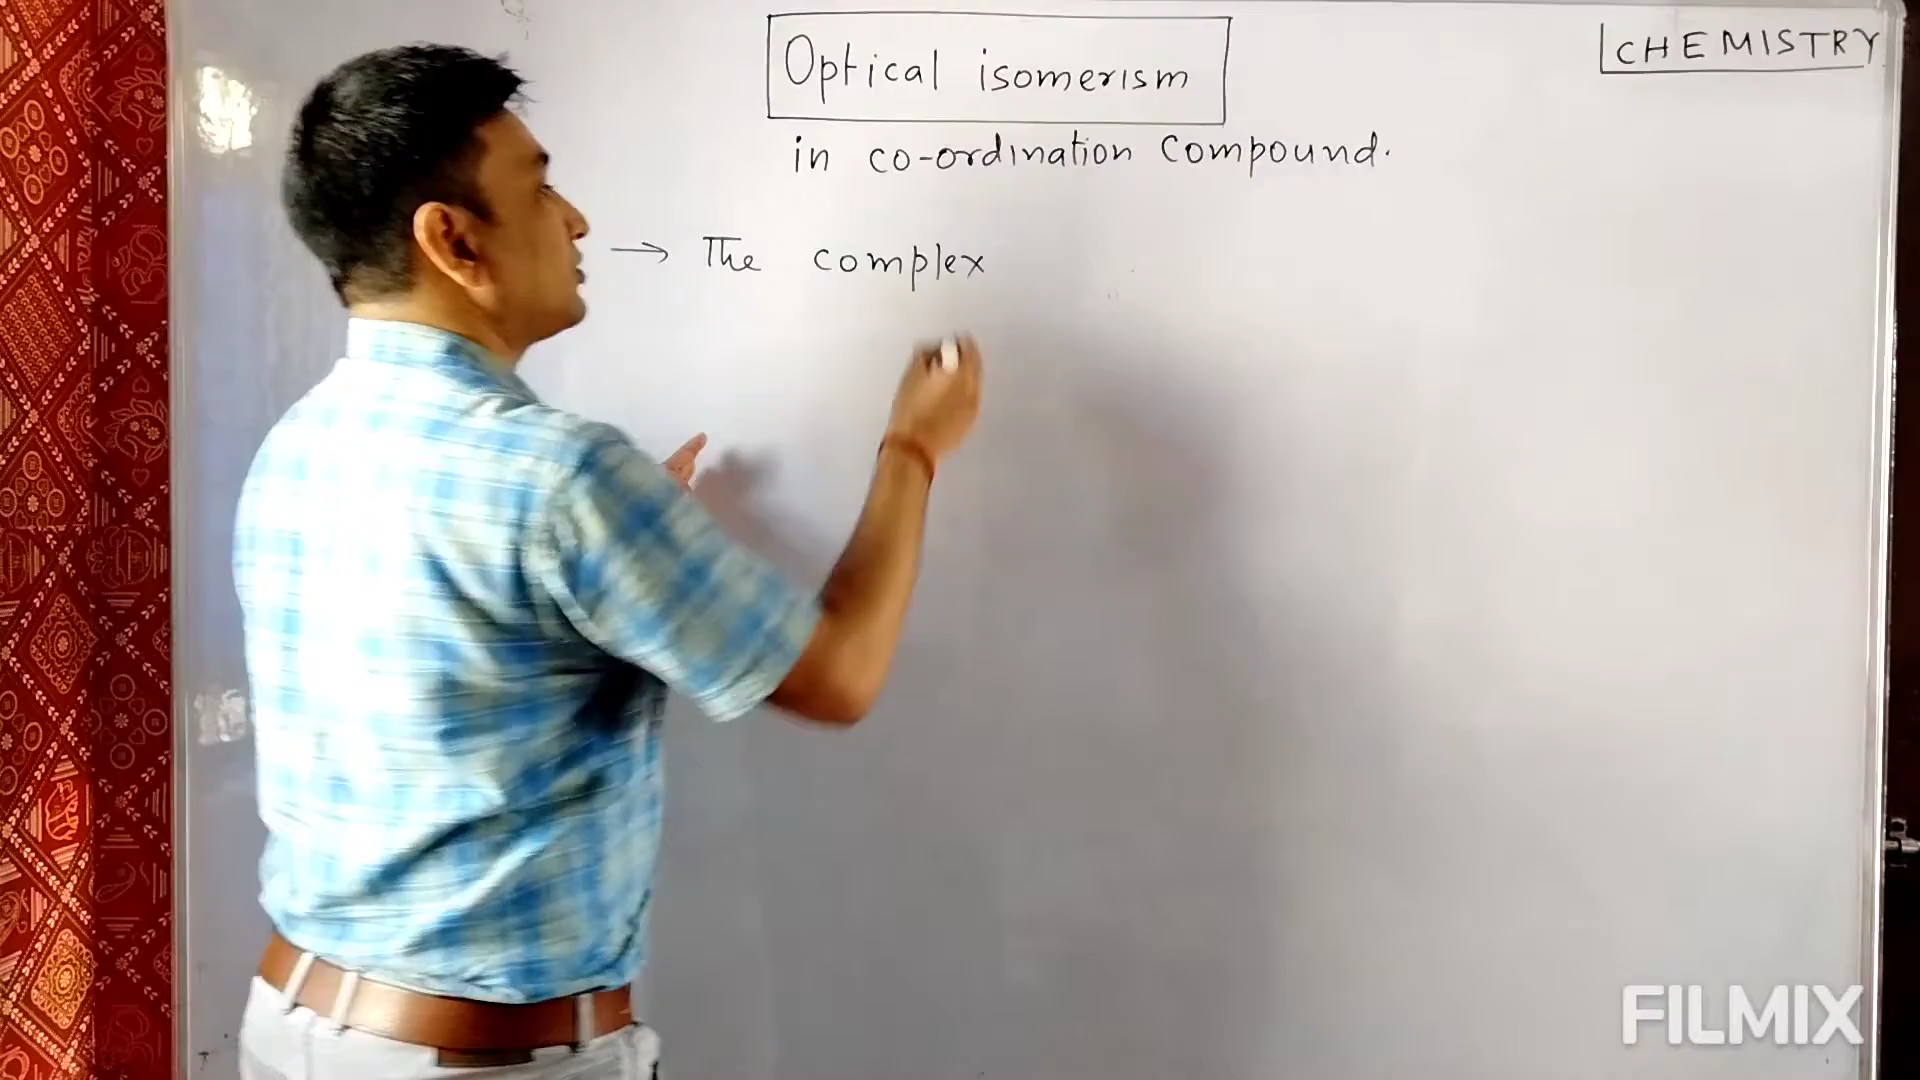 Optical isomerism
CHEMISTRY
in co-ordination compound.
→ The complex
FILMIX